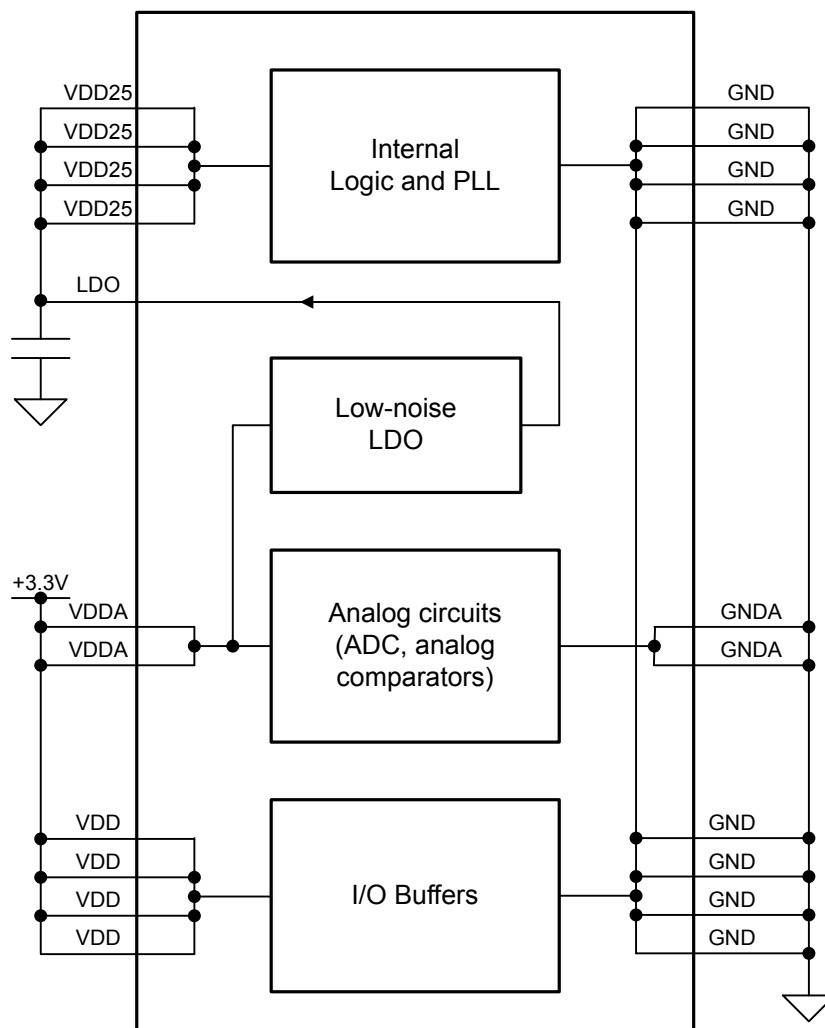 VDD25
GND
VDD25
GND
VDD25
GND
VDD25
GND
Internal
Logic and PLL
LDO
Low-noise
LDO
+3.3V
VDDA
GNDA
VDDA
GNDA
Analog circuits
(ADC, analog
comparators)
VDD
GND
VDD
GND
VDD
GND
VDD
GND
I/O Buffers